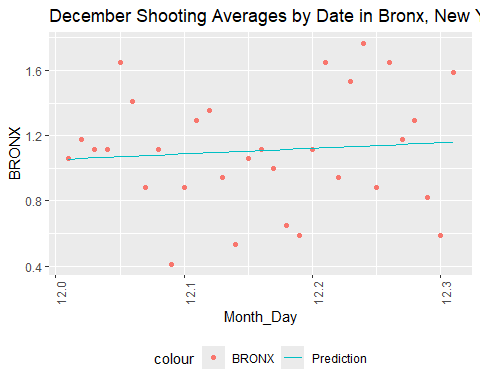 December Shooting Averages by Date in Bronx, New Y
1.6
1.2
0.8
0.4
BRONX
12.0
12.1
12.2
12.3
Month_Day
colour BRONX Prediction